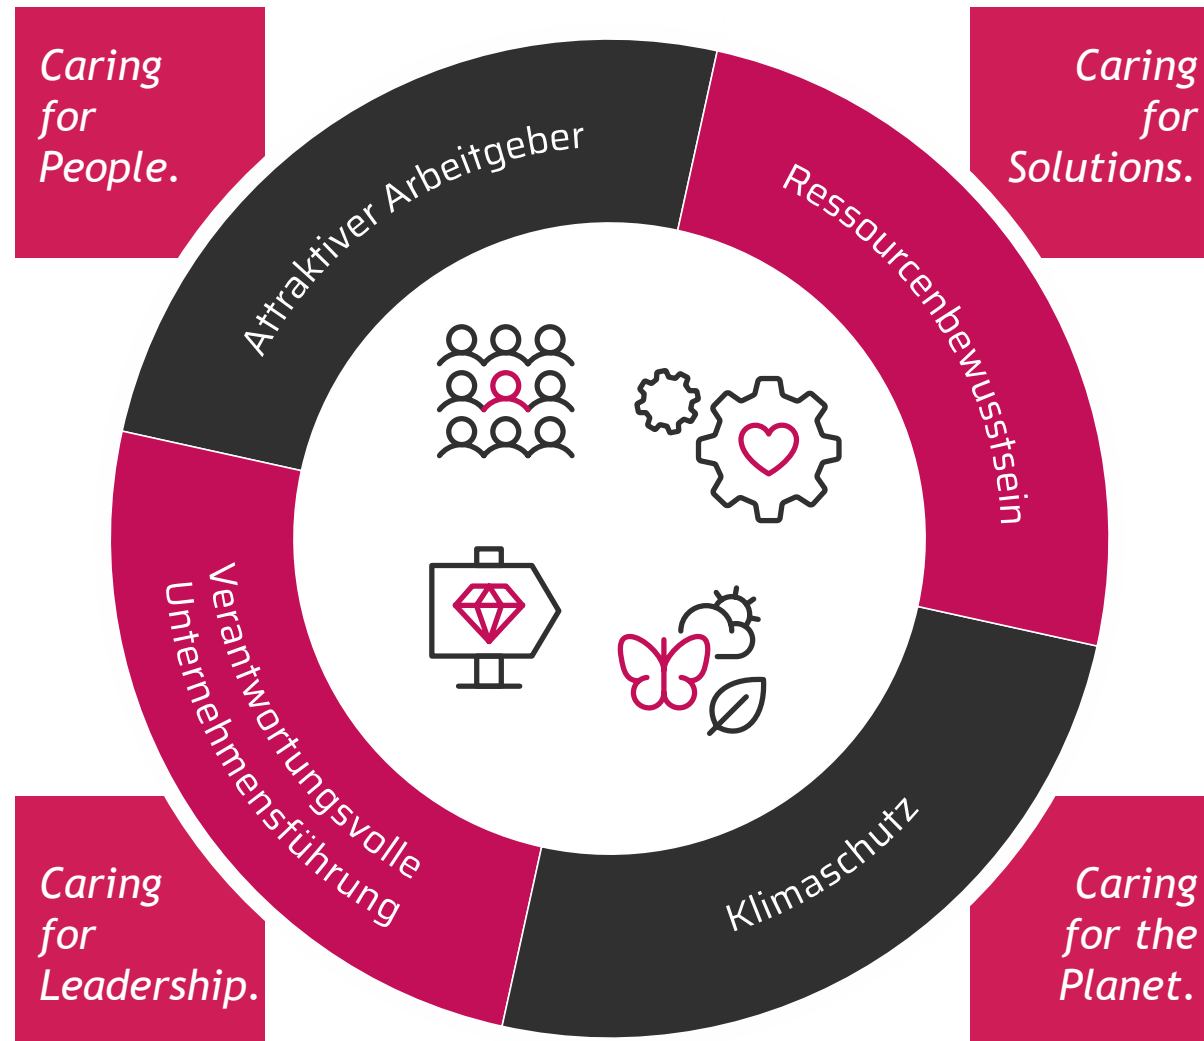 Caring
for
People.
Caring
for
Solutions.
Attraktiver Arbeitgeber
Ressourcenbewusstsein
Verantwortungsvolle
Unternehmensführung
Klimaschutz
Caring
for
Leadership.
Caring
for the
Planet.